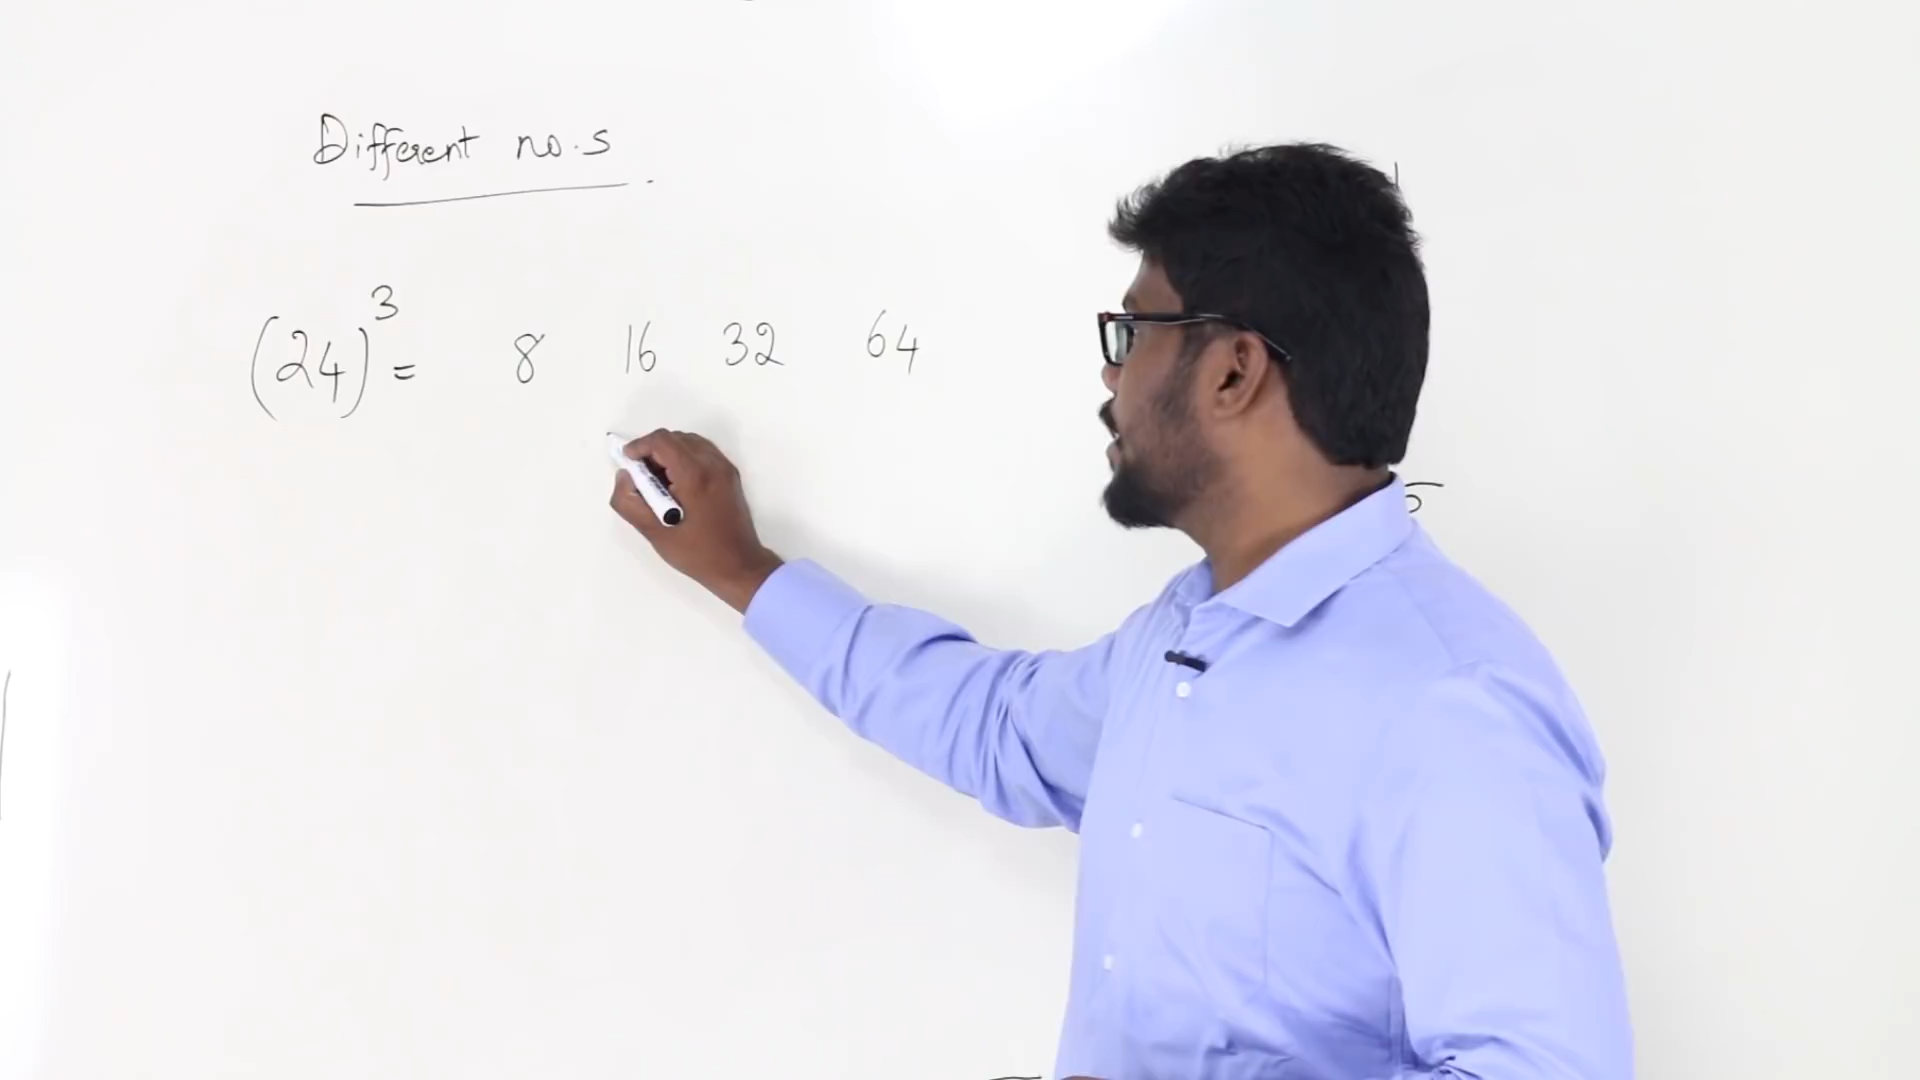 Different no.s
(24)³ = 8 16 32 64